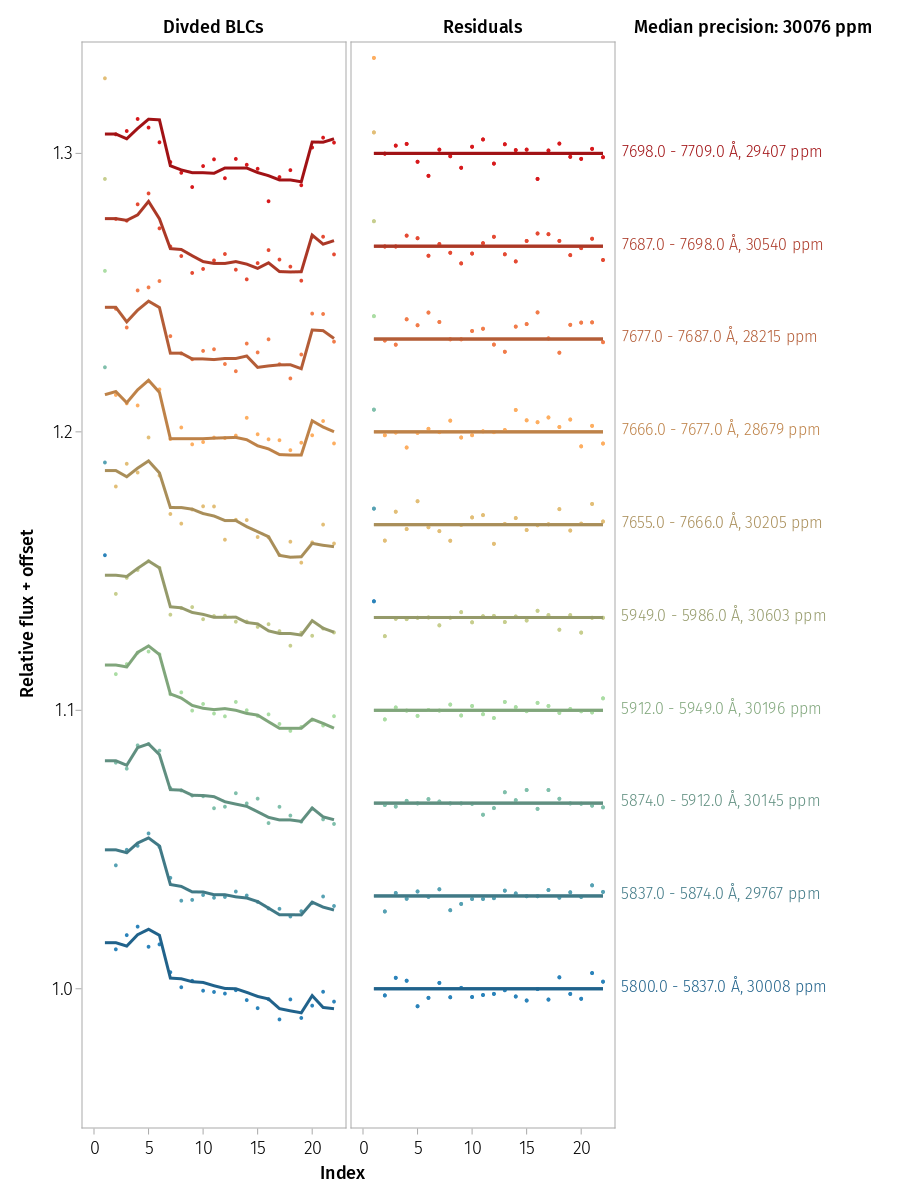 Divded BLCs
Residuals
Median precision: 30076 ppm
1.3
7698.0 - 7709.0 Å, 29407 ppm
7687.0 - 7698.0 Å, 30540 ppm
7677.0 - 7687.0 Å, 28215 ppm
1.2
7666.0 - 7677.0 Å, 28679 ppm
7655.0 - 7666.0 Å, 30205 ppm
Relative flux + offset
5949.0 - 5986.0 Å, 30603 ppm
1.1
5912.0 - 5949.0 Å, 30196 ppm
5874.0 - 5912.0 Å, 30145 ppm
5837.0 - 5874.0 Å, 29767 ppm
1.0
5800.0 - 5837.0 Å, 30008 ppm
0 5 10 15 20
0 5 10 15 20
Index